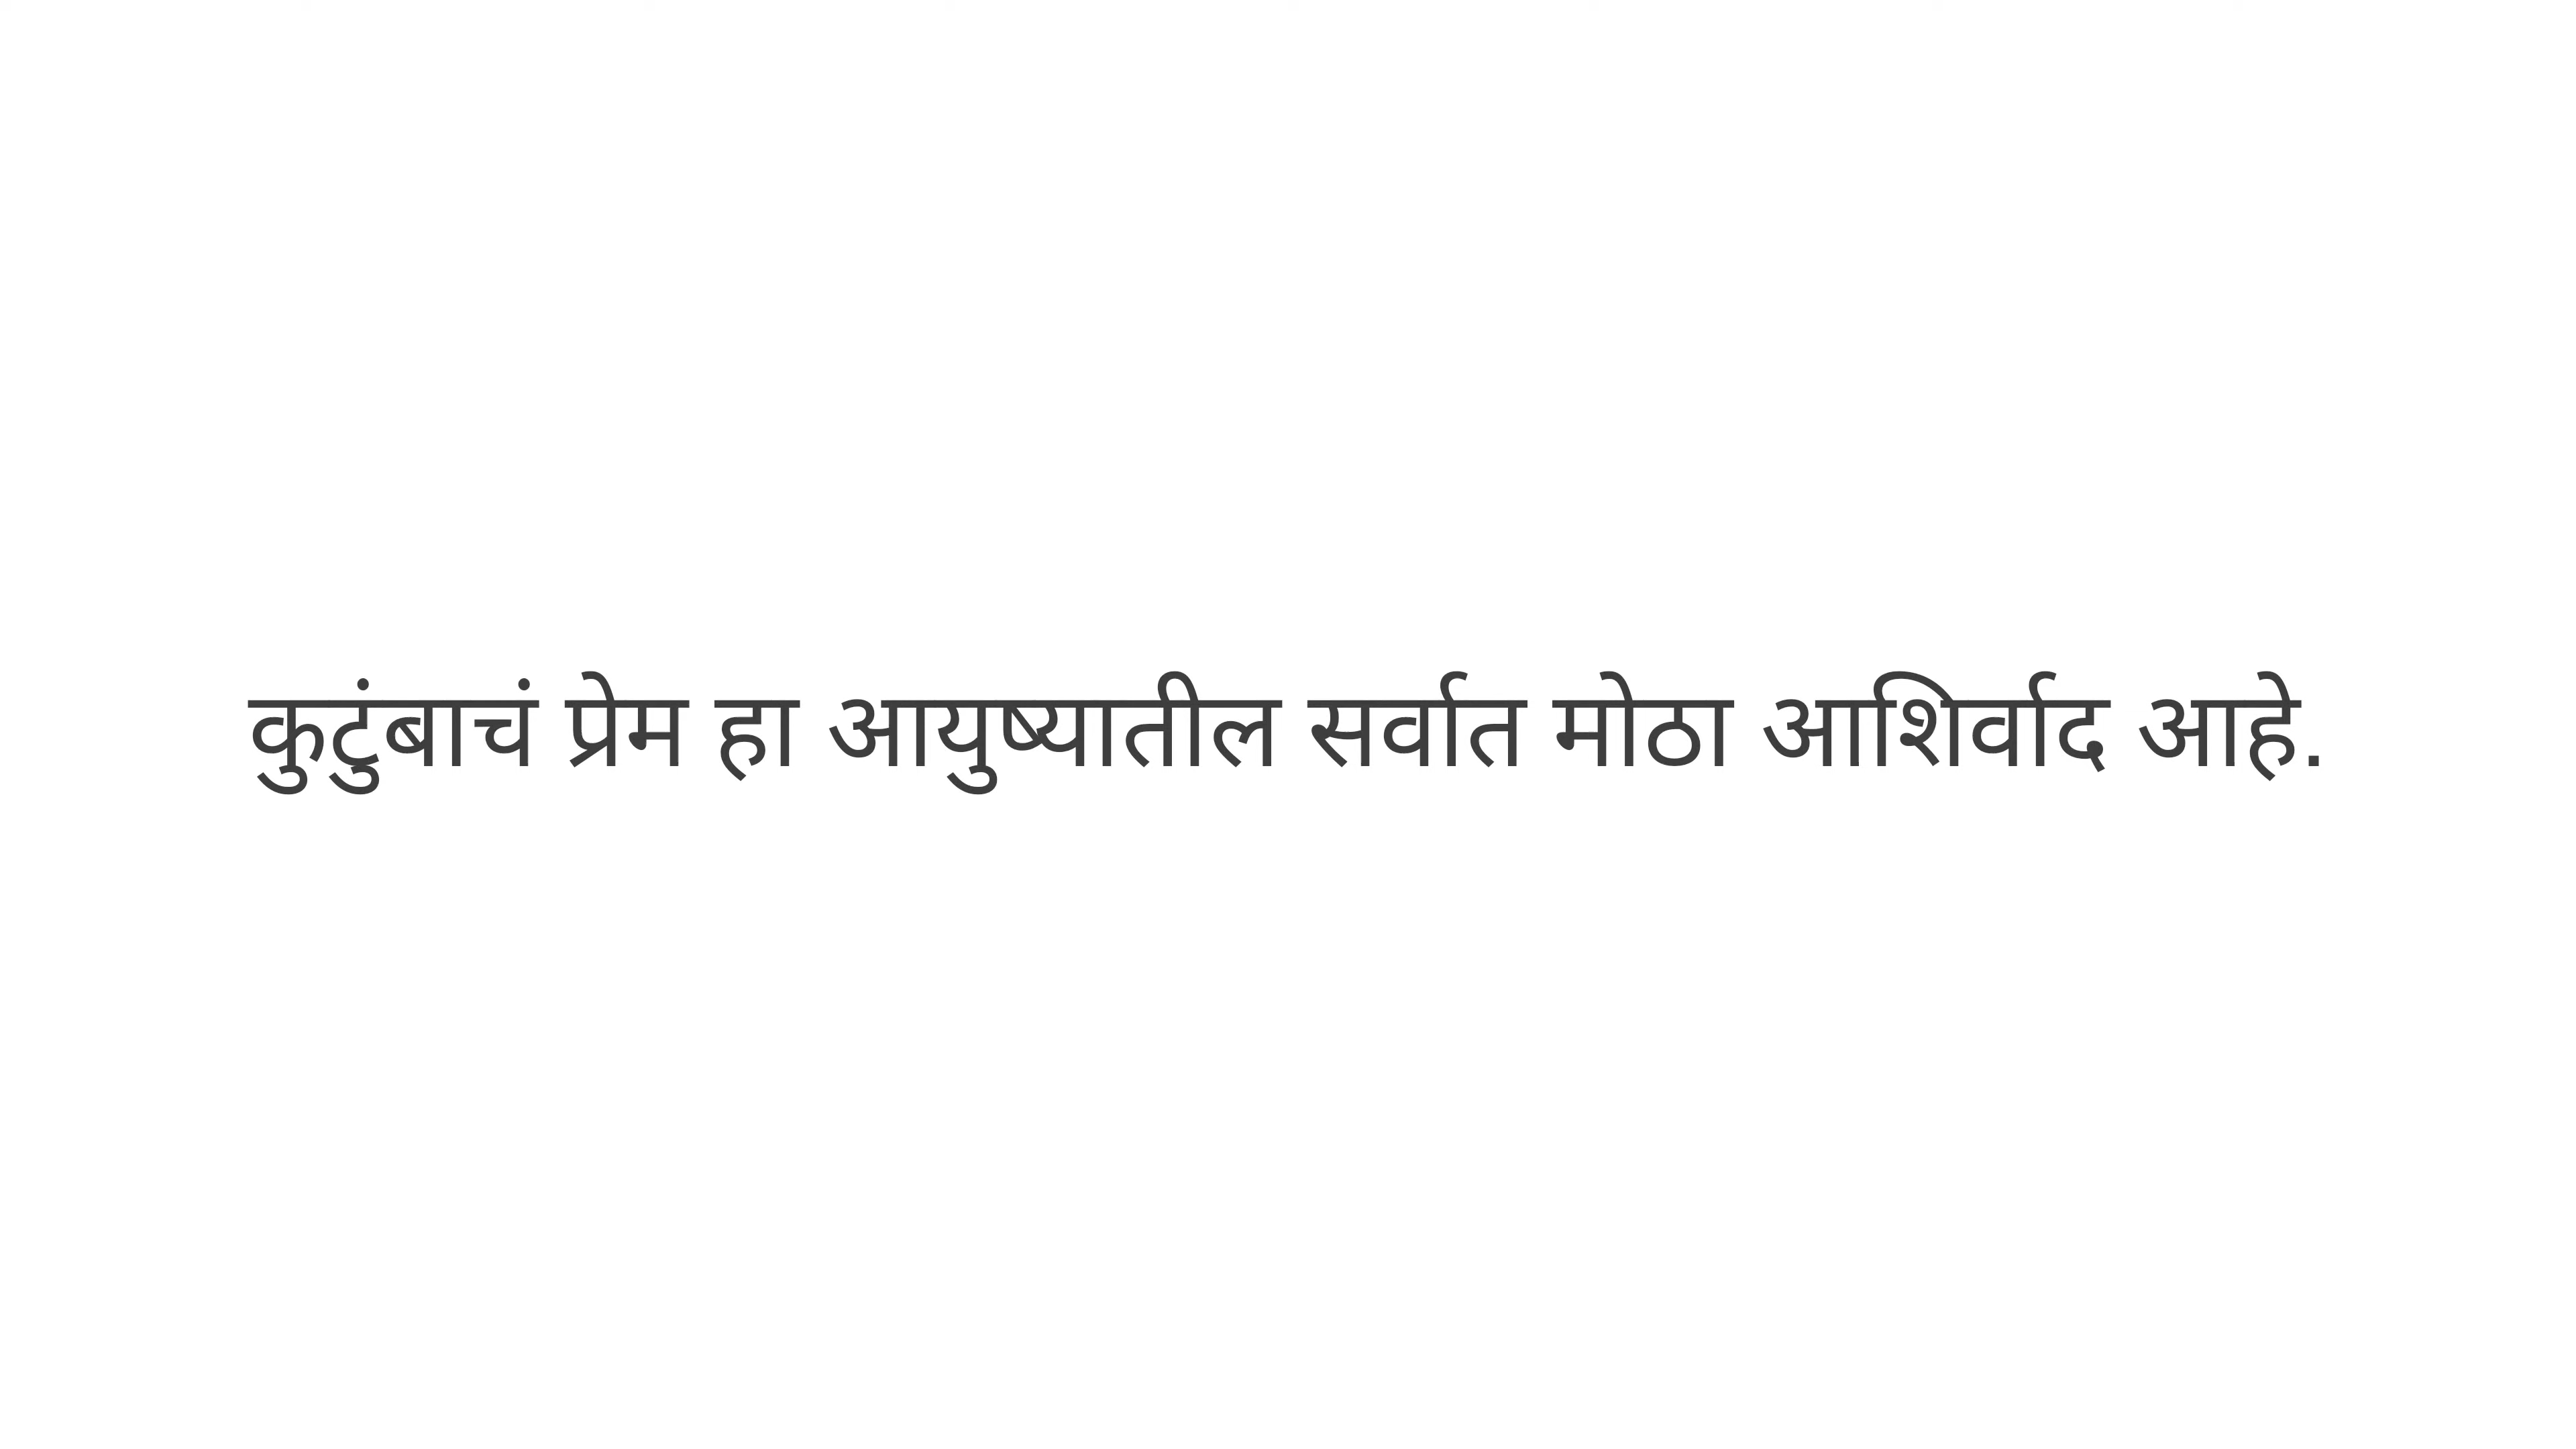 कुटुंबाचं प्रेम हा आयुष्यातील सर्वात मोठा आशिर्वाद आहे.